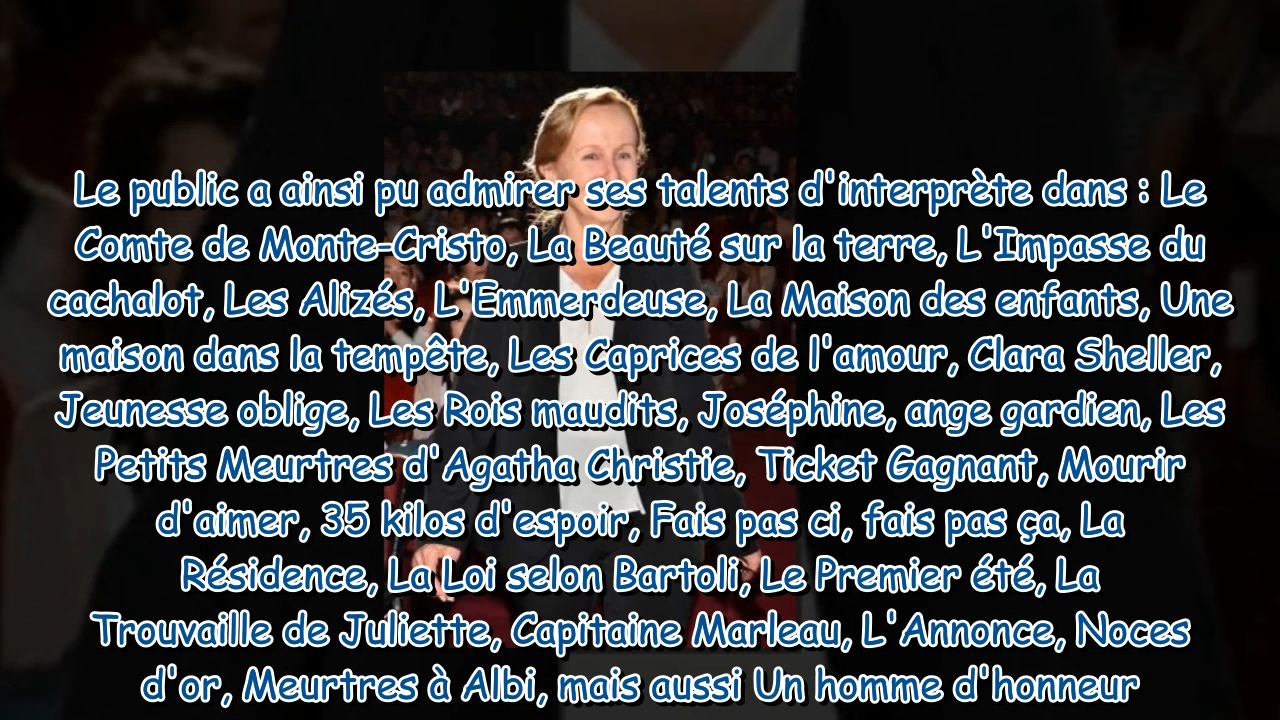 Le public a ainsi pu admirer ses talents d'interprète dans : Le
Comte de Monte-Cristo, La Beauté sur la terre, L'Impasse du
cachalot, Les Alizés, L'Emmerdeuse, La Maison des enfants, Une
maison dans la tempête, Les Caprices de l'amour, Clara Sheller,
Jeunesse oblige, Les Rois maudits, Joséphine, ange gardien, Les
Petits Meurtres d'Agatha Christie, Ticket Gagnant, Mourir
d'aimer, 35 kilos d'espoir, Fais pas ci, fais pas ça, La
Résidence, La Loi selon Bartoli, Le Premier été, La
Trouvaille de Juliette, Capitaine Marleau, L'Annonce, Noces
d'or, Meurtres à Albi, mais aussi Un homme d'honneur